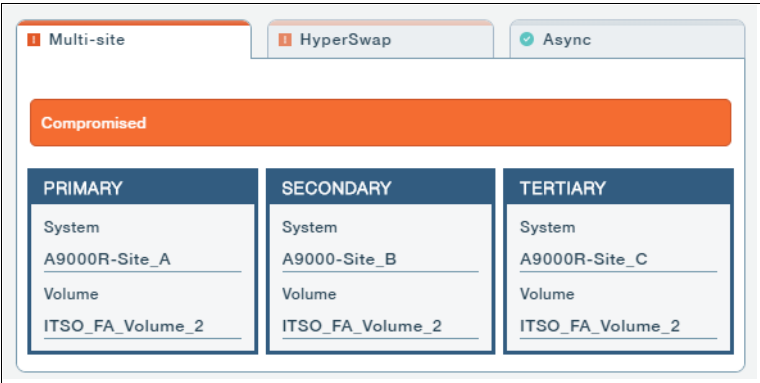 Multi-site HyperSwap Async
Compromised
PRIMARY SECONDARY TERTIARY
System System System
A9000R-Site_A A9000-Site_B A9000R-Site_C
Volume Volume Volume
ITSO_FA_Volume_2 ITSO_FA_Volume_2 ITSO_FA_Volume_2